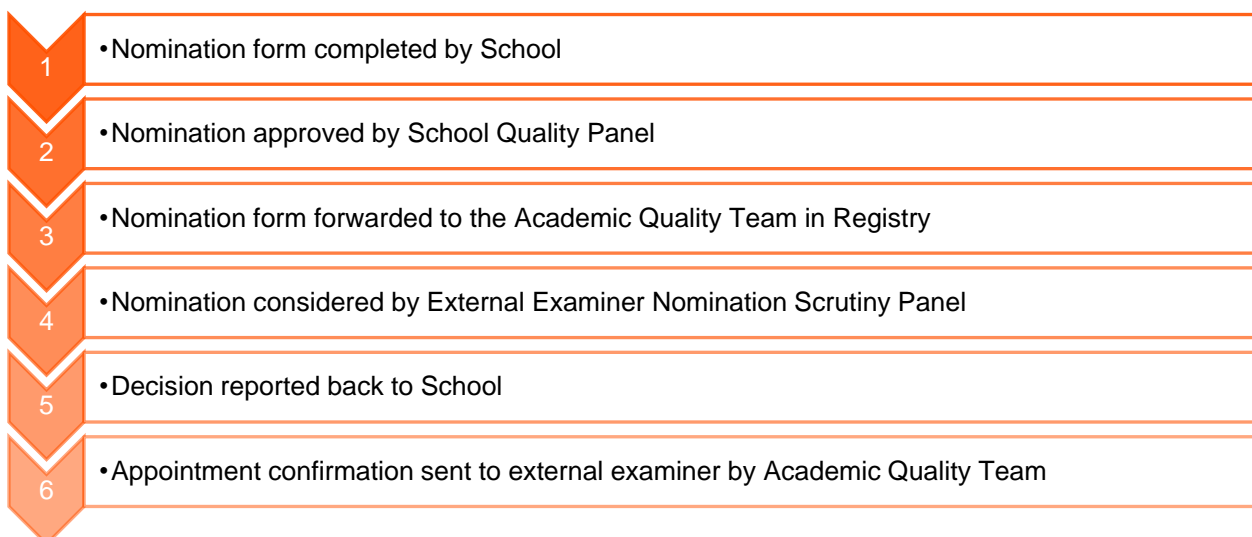 1
•Nomination form completed by School
2
•Nomination approved by School Quality Panel
3
•Nomination form forwarded to the Academic Quality Team in Registry
4
•Nomination considered by External Examiner Nomination Scrutiny Panel
5
•Decision reported back to School
6
•Appointment confirmation sent to external examiner by Academic Quality Team